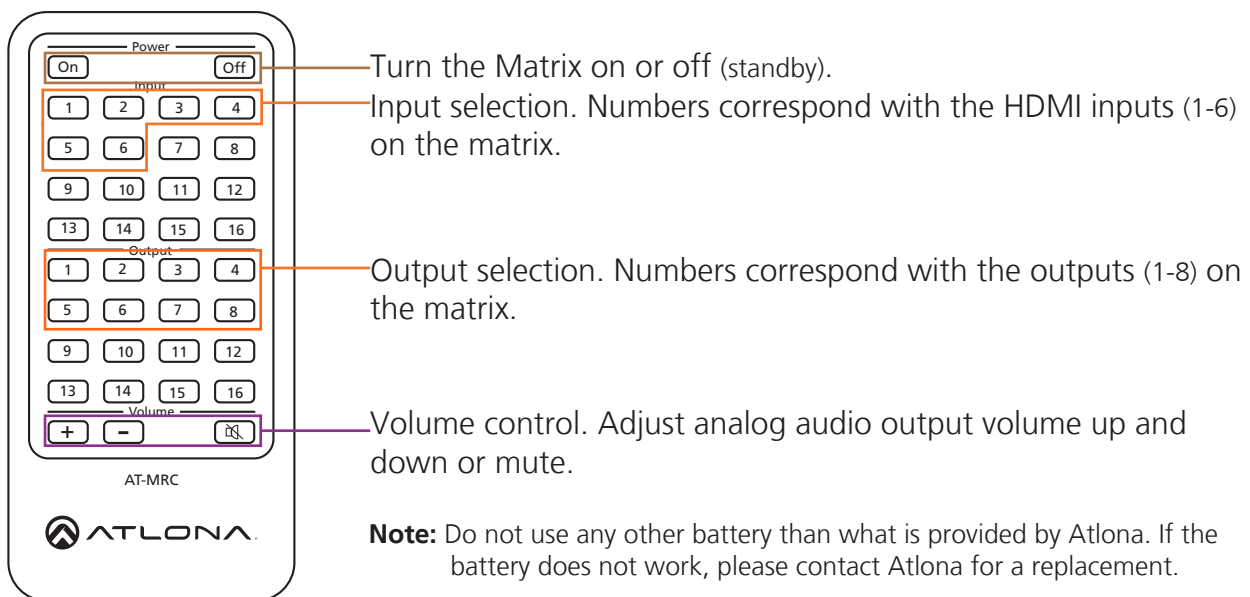 Power
On Off
Input
1 2 3 4
5 6 7 8
9 10 11 12
13 14 15 16
Output
1 2 3 4
5 6 7 8
9 10 11 12
13 14 15 16
Volume
+ -
AT-MRC
ATLONA.
Turn the Matrix on or off (standby).
Input selection. Numbers correspond with the HDMI inputs (1-6)
on the matrix.
Output selection. Numbers correspond with the outputs (1-8) on
the matrix.
Volume control. Adjust analog audio output volume up and
down or mute.
Note: Do not use any other battery than what is provided by Atlona. If the
battery does not work, please contact Atlona for a replacement.